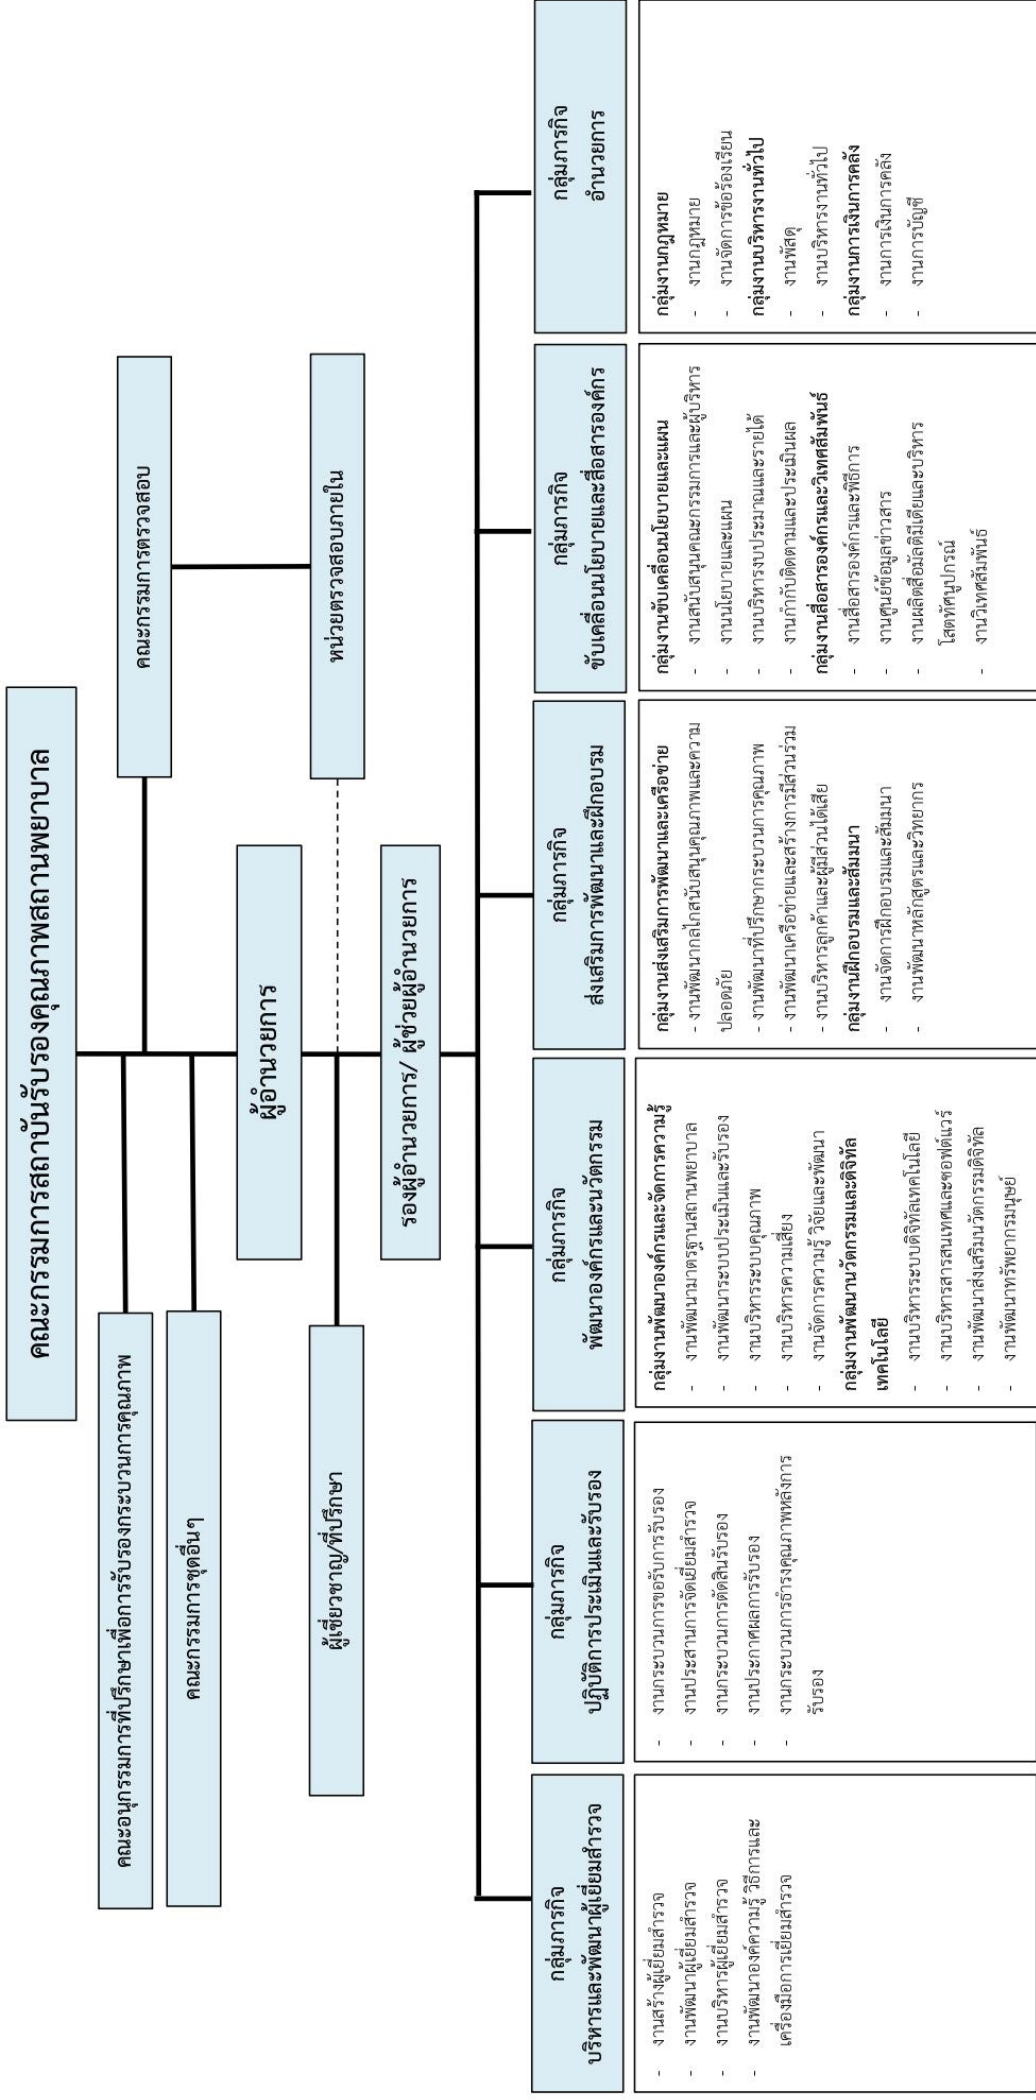 คณะกรรมการสถาบันรับรองคุณภาพสถานพยาบาล
คณะอนุกรรมการที่ปรึกษาเพื่อการรับรองกระบวนการคุณภาพ
คณะกรรมการตรวจสอบ
คณะกรรมการชุดอื่นๆ
ผู้อำนวยการ
ผู้เชี่ยวชาญ/ที่ปรึกษา
หน่วยตรวจสอบภายใน
รองผู้อำนวยการ/ ผู้ช่วยผู้อำนวยการ
กลุ่มภารกิจ
บริหารและพัฒนาผู้เยี่ยมสำรวจ
- งานสร้างผู้เยี่ยมสำรวจ
- งานพัฒนาผู้เยี่ยมสำรวจ
- งานบริหารผู้เยี่ยมสำรวจ
- งานพัฒนาองค์ความรู้ วิธีการและ
เครื่องมือการเยี่ยมสำรวจ
กลุ่มภารกิจ
ปฏิบัติการประเมินและรับรอง
- งานกระบวนการขอรับการรับรอง
- งานประสานการจัดเยี่ยมสำรวจ
- งานกระบวนการตัดสินรับรอง
- งานประกาศผลการรับรอง
- งานกระบวนการธำรงคุณภาพหลังการ
รับรอง
กลุ่มภารกิจ
พัฒนาองค์กรและนวัตกรรม
กลุ่มงานพัฒนาองค์กรและจัดการความรู้
- งานพัฒนามาตรฐานสถานพยาบาล
- งานพัฒนาระบบประเมินและรับรอง
- งานบริหารระบบคุณภาพ
- งานบริหารความเสี่ยง
- งานจัดการความรู้ วิจัยและพัฒนา
กลุ่มงานพัฒนานวัตกรรมและดิจิทัล
เทคโนโลยี
- งานบริหารระบบดิจิทัลเทคโนโลยี
- งานบริหารสารสนเทศและซอฟต์แวร์
- งานพัฒนาส่งเสริมนวัตกรรมดิจิทัล
- งานพัฒนาทรัพยากรมนุษย์
กลุ่มภารกิจ
ส่งเสริมการพัฒนาและฝึกอบรม
กลุ่มงานส่งเสริมการพัฒนาและเครือข่าย
- งานพัฒนากลไกสนับสนุนคุณภาพและความ
ปลอดภัย
- งานพัฒนาที่ปรึกษากระบวนการคุณภาพ
- งานพัฒนาเครือข่ายและสร้างการมีส่วนร่วม
- งานบริหารลูกค้าและผู้มีส่วนได้เสีย
กลุ่มงานฝึกอบรมและสัมมนา
- งานจัดการฝึกอบรมและสัมมนา
- งานพัฒนาหลักสูตรและวิทยากร
กลุ่มภารกิจ
ขับเคลื่อนนโยบายและสื่อสารองค์กร
กลุ่มงานขับเคลื่อนนโยบายและแผน
- งานสนับสนุนคณะกรรมการและผู้บริหาร
- งานนโยบายและแผน
- งานบริหารงบประมาณและรายได้
- งานกำกับติดตามและประเมินผล
กลุ่มงานสื่อสารองค์กรและวิเทศสัมพันธ์
- งานสื่อสารองค์กรและพิธีการ
- งานศูนย์ข้อมูลข่าวสาร
- งานผลิตสื่อมัลติมีเดียและบริหาร
โสตทัศนูปกรณ์
- งานวิเทศสัมพันธ์
กลุ่มภารกิจ
อำนวยการ
กลุ่มงานกฎหมาย
- งานกฎหมาย
- งานจัดการข้อร้องเรียน
กลุ่มงานบริหารงานทั่วไป
- งานพัสดุ
- งานบริหารงานทั่วไป
กลุ่มงานการเงินการคลัง
- งานการเงินการคลัง
- งานการบัญชี